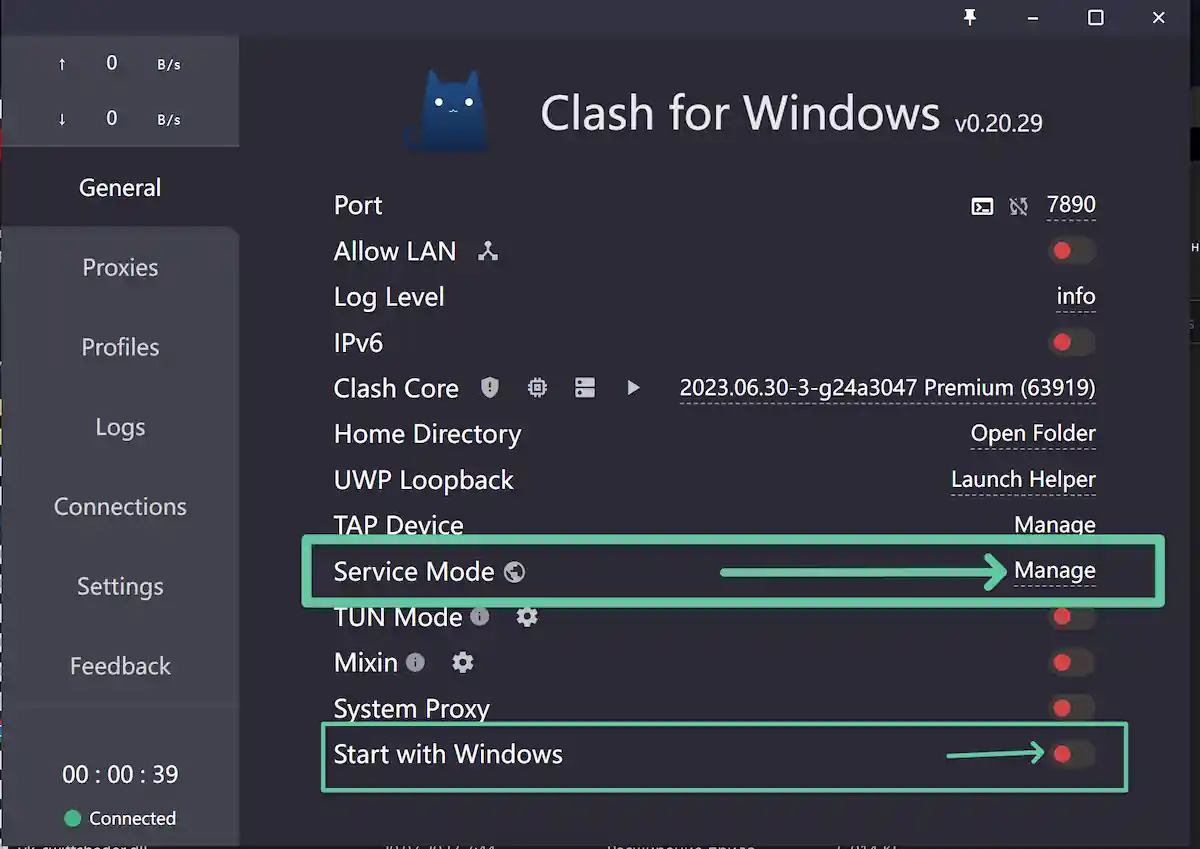 ↑ 0 B/s
↓ 0 B/s
General
Proxies
Profiles
Logs
Connections
Settings
Feedback
00 : 00 : 39
Connected
Clash for Windows v0.20.29
Port 7890
Allow LAN
Log Level info
IPv6
Clash Core 2023.06.30-3-g24a3047 Premium (63919)
Home Directory Open Folder
UWP Loopback Launch Helper
TAP Device Manage
Service Mode Manage
TUN Mode
Mixin
System Proxy
Start with Windows